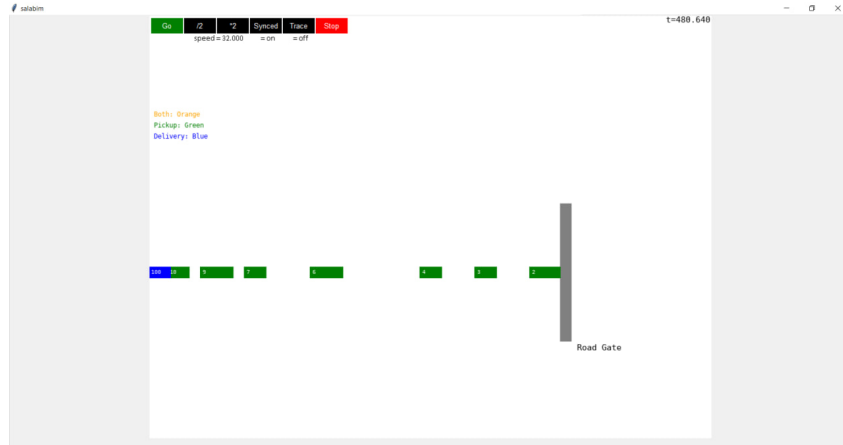 salabim
Go /2 *2 Synced Trace Stop
speed = 32.000 = on = off
t=480.640
Both: Orange
Pickup: Green
Delivery: Blue
100 10 9 7 6 4 3 2
Road Gate